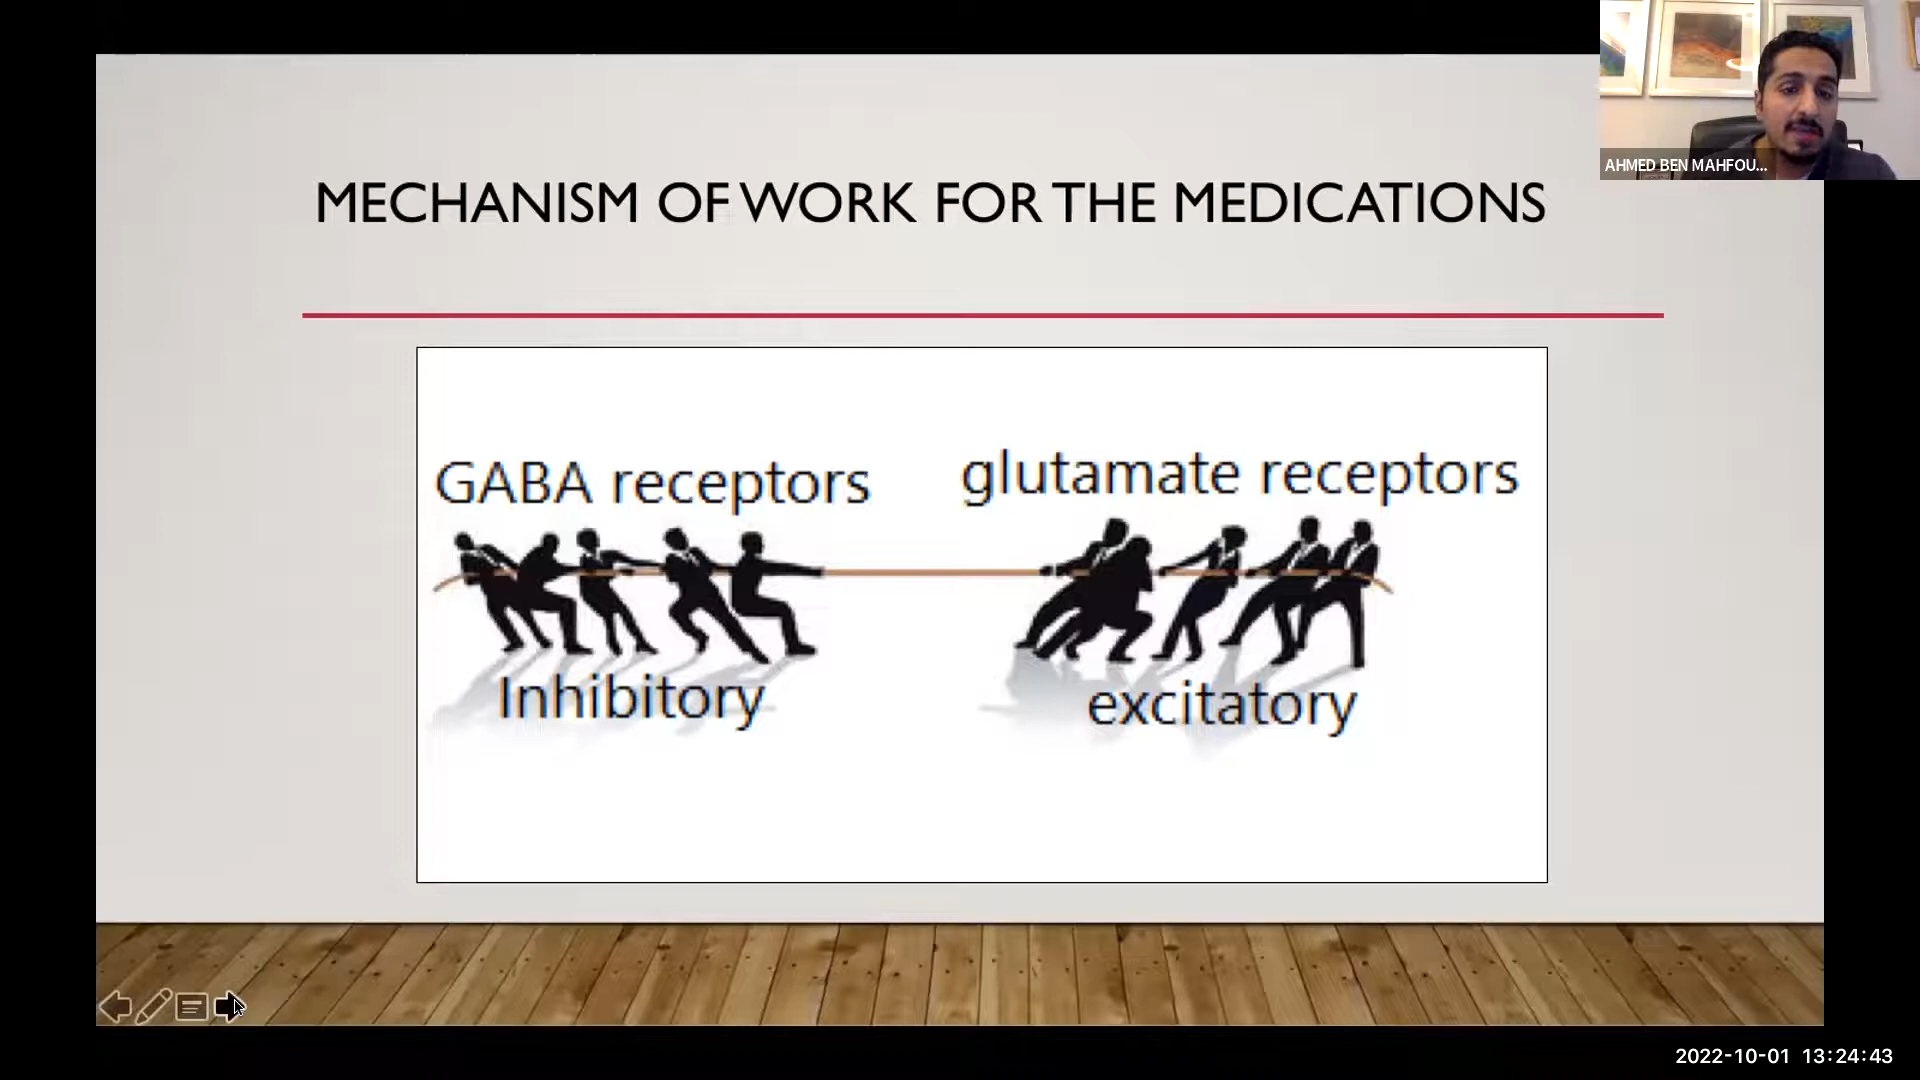 AHMED BEN MAHFOU...
MECHANISM OF WORK FOR THE MEDICATIONS
GABA receptors
glutamate receptors
Inhibitory
excitatory
2022-10-01 13:24:43